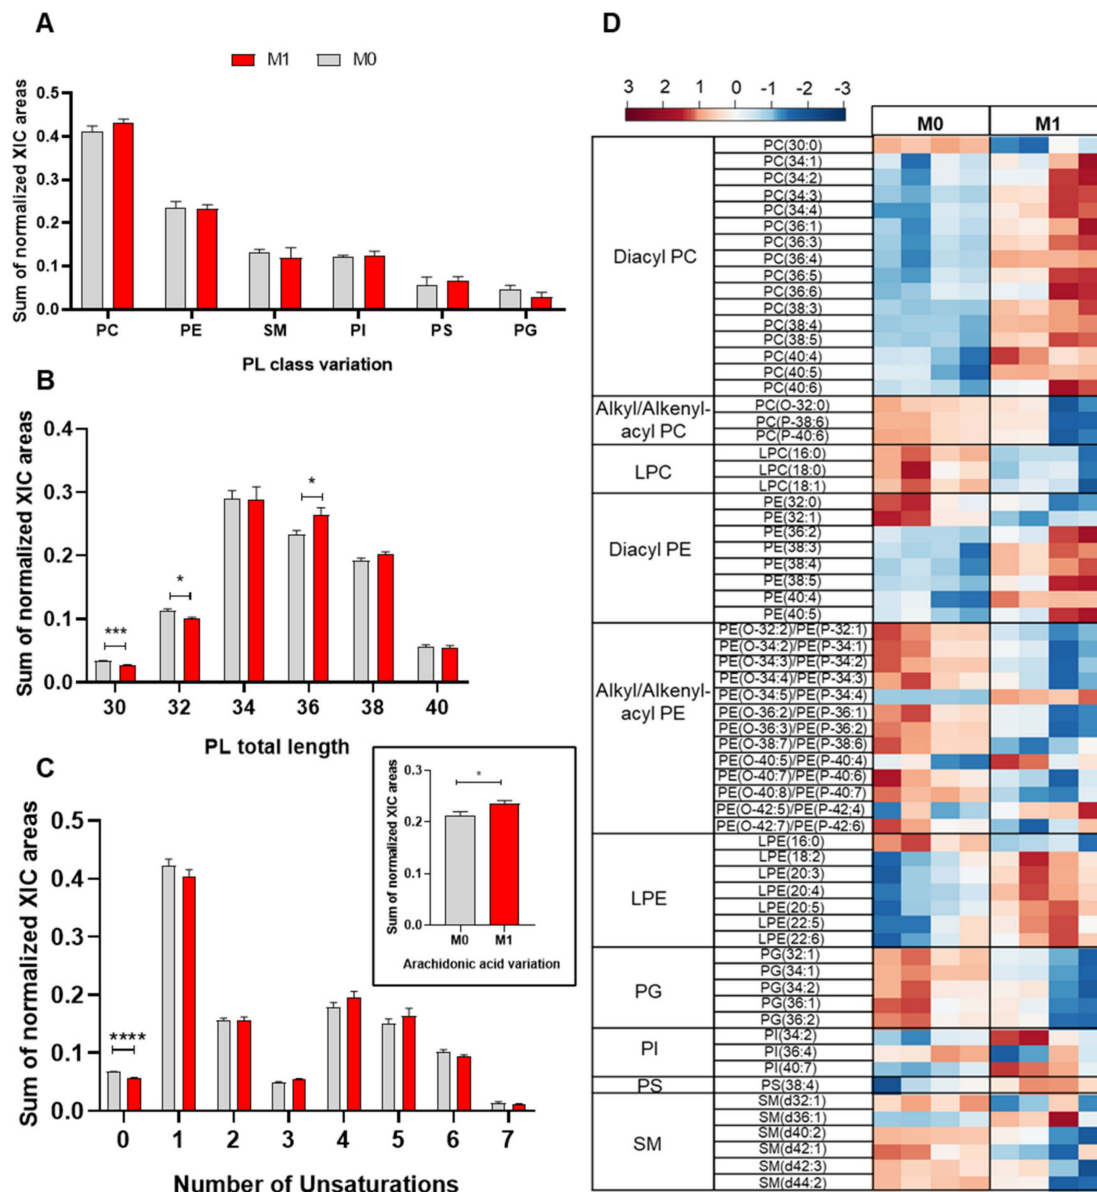 A
M1 M0
Sum of normalized XIC areas
0.5
0.4
0.3
0.2
0.1
0.0
PC PE SM PI PS PG
PL class variation
B
Sum of normalized XIC areas
0.4
0.3
0.2
0.1
0.0
***
*
*
30 32 34 36 38 40
PL total length
C
Sum of normalized XIC areas
0.5
0.4
0.3
0.2
0.1
0.0
****
0 1 2 3 4 5 6 7
Number of Unsaturations
Sum of normalized XIC areas
0.3
0.2
0.1
0.0
*
M0 M1
Arachidonic acid variation
D
3 2 1 0 -1 -2 -3
M0 M1
Diacyl PC
PC(30:0)
PC(34:1)
PC(34:2)
PC(34:3)
PC(34:4)
PC(36:1)
PC(36:3)
PC(36:4)
PC(36:5)
PC(36:6)
PC(38:3)
PC(38:4)
PC(38:5)
PC(40:4)
PC(40:5)
PC(40:6)
Alkyl/Alkenyl-
acyl PC
PC(O-32:0)
PC(P-38:6)
PC(P-40:6)
LPC
LPC(16:0)
LPC(18:0)
LPC(18:1)
Diacyl PE
PE(32:0)
PE(32:1)
PE(36:2)
PE(38:3)
PE(38:4)
PE(38:5)
PE(40:4)
PE(40:5)
Alkyl/Alkenyl-
acyl PE
PE(O-32:2)/PE(P-32:1)
PE(O-34:2)/PE(P-34:1)
PE(O-34:3)/PE(P-34:2)
PE(O-34:4)/PE(P-34:3)
PE(O-34:5)/PE(P-34:4)
PE(O-36:2)/PE(P-36:1)
PE(O-36:3)/PE(P-36:2)
PE(O-38:7)/PE(P-38:6)
PE(O-40:5)/PE(P-40:4)
PE(O-40:7)/PE(P-40:6)
PE(O-40:8)/PE(P-40:7)
PE(O-42:5)/PE(P-42;4)
PE(O-42:7)/PE(P-42:6)
LPE
LPE(16:0)
LPE(18:2)
LPE(20:3)
LPE(20:4)
LPE(20:5)
LPE(22:5)
LPE(22:6)
PG
PG(32:1)
PG(34:1)
PG(34:2)
PG(36:1)
PG(36:2)
PI
PI(34:2)
PI(36:4)
PI(40:7)
PS
PS(38:4)
SM
SM(d32:1)
SM(d36:1)
SM(d40:2)
SM(d42:1)
SM(d42:3)
SM(d44:2)